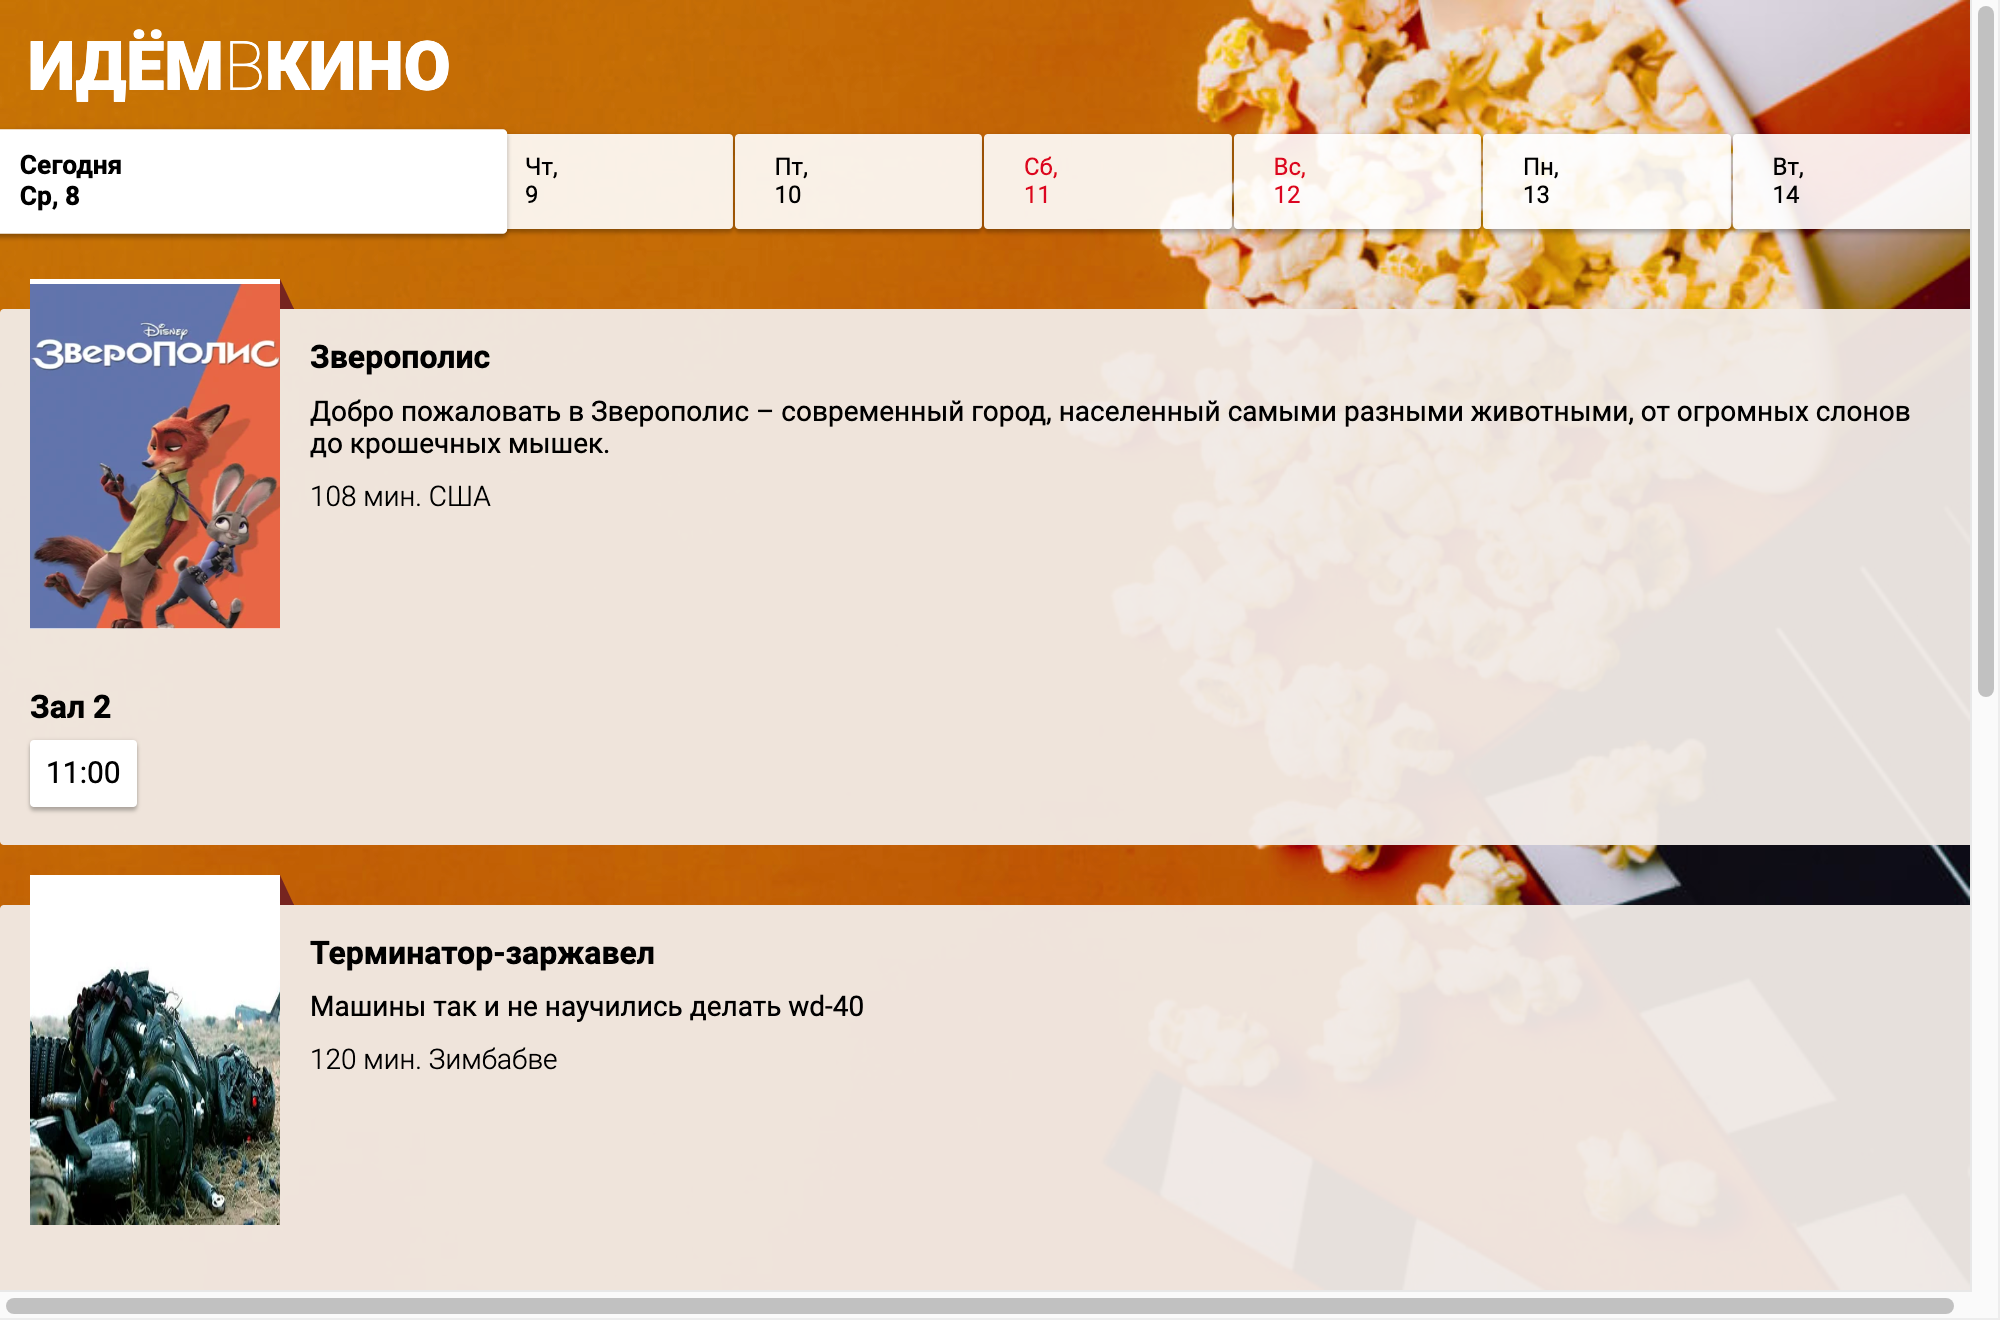 ИДЁМВКИНО
Сегодня
Ср, 8
Чт,
9
Пт,
10
Сб,
11
Вс,
12
Пн,
13
Вт,
14
Disney
ЗВЕРОПОЛИС
Зверополис
Добро пожаловать в Зверополис – современный город, населенный самыми разными животными, от огромных слонов
до крошечных мышек.
108 мин. США
Зал 2
11:00
Терминатор-заржавел
Машины так и не научились делать wd-40
120 мин. Зимбабве